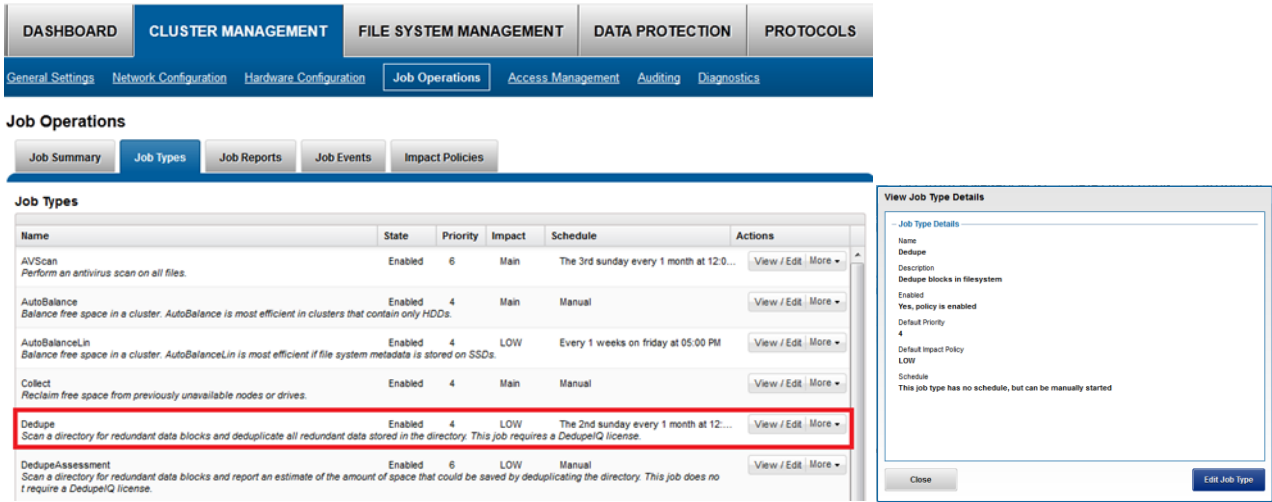 DASHBOARD CLUSTER MANAGEMENT FILE SYSTEM MANAGEMENT DATA PROTECTION PROTOCOLS
General Settings Network Configuration Hardware Configuration Job Operations Access Management Auditing Diagnostics
Job Operations
Job Summary Job Types Job Reports Job Events Impact Policies
Job Types
Name State Priority Impact Schedule Actions
AVScan Enabled 6 Main The 3rd sunday every 1 month at 12:0... View / Edit More
Perform an antivirus scan on all files.
AutoBalance Enabled 4 Main Manual View / Edit More
Balance free space in a cluster. AutoBalance is most efficient in clusters that contain only HDDs.
AutoBalanceLin Enabled 4 LOW Every 1 weeks on friday at 05:00 PM View / Edit More
Balance free space in a cluster. AutoBalanceLin is most efficient if file system metadata is stored on SSDs.
Collect Enabled 4 Main Manual View / Edit More
Reclaim free space from previously unavailable nodes or drives.
Dedupe Enabled 4 LOW The 2nd sunday every 1 month at 12:... View / Edit More
Scan a directory for redundant data blocks and deduplicate all redundant data stored in the directory. This job requires a DedupeIQ license.
DedupeAssessment Enabled 6 LOW Manual View / Edit More
Scan a directory for redundant data blocks and report an estimate of the amount of space that could be saved by deduplicating the directory. This job does no
t require a DedupeIQ license.
View Job Type Details
Job Type Details
Name
Dedupe
Description
Dedupe blocks in filesystem
Enabled
Yes, policy is enabled
Default Priority
4
Default Impact Policy
LOW
Schedule
This job type has no schedule, but can be manually started
Close Edit Job Type